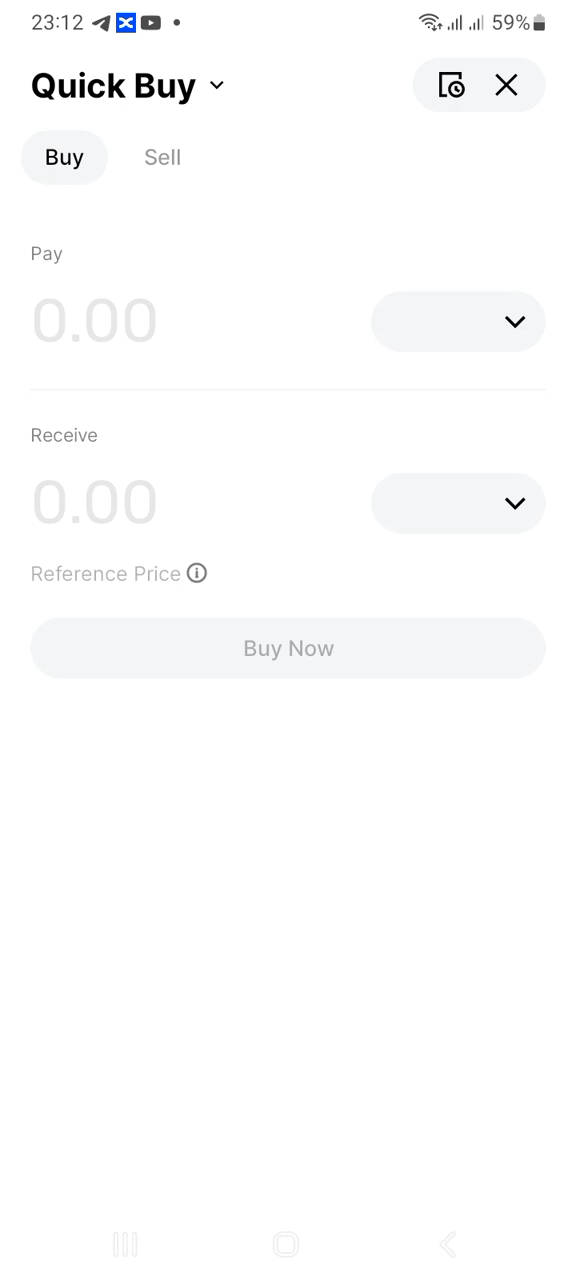 23:12 59%
Quick Buy
Buy Sell
Pay
0.00
Receive
0.00
Reference Price
Buy Now